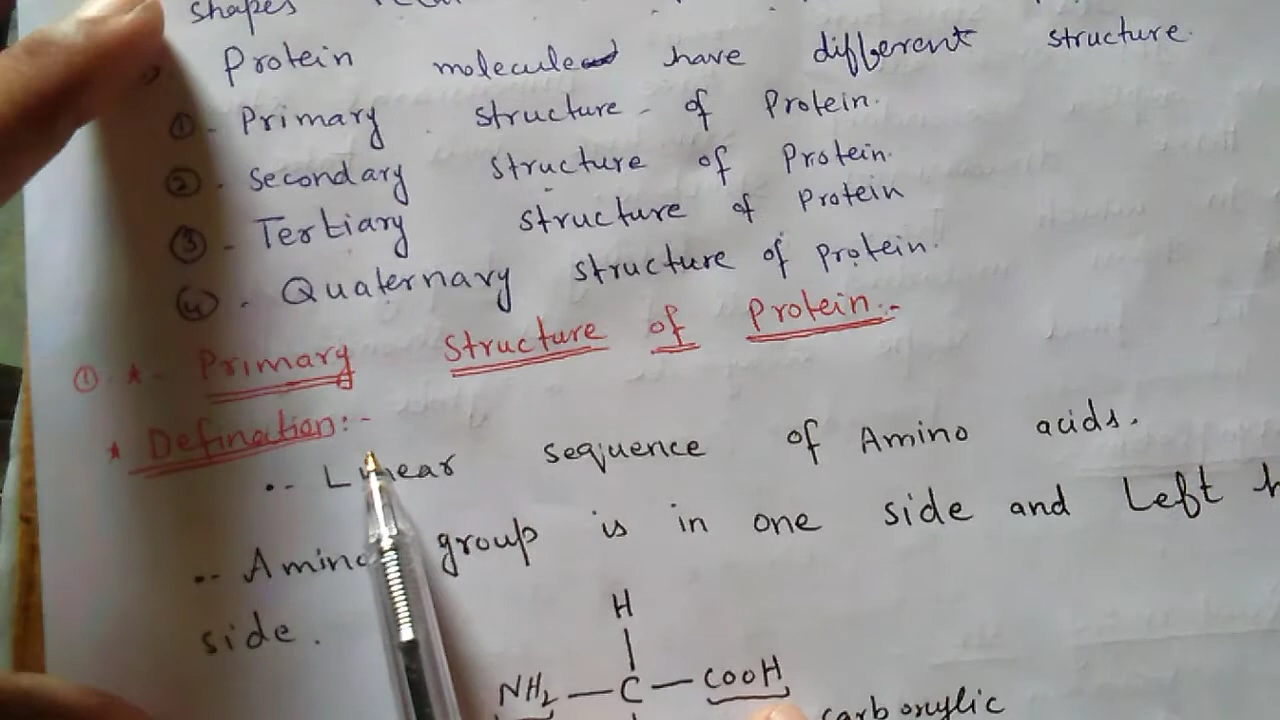 shapes
Protein molecule have different structure.
① - Primary structure - of Protein.
② . Secondary structure of Protein.
③ - Tertiary structure of Protein
④ . Quaternary structure of protein.
① . * - Primary Structure of Protein :-
* Defination :-
.. Linear sequence of Amino acids.
.. Amino group is in one side and Left
side.
H
NH2 — C — COOH
carboxylic